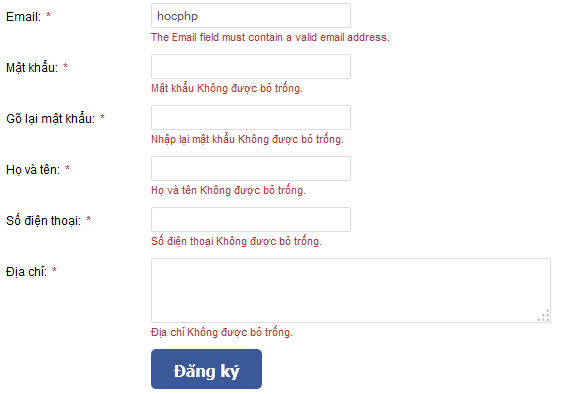 Email: * hocphp
The Email field must contain a valid email address.
Mật khẩu: *
Mật khẩu Không được bỏ trống.
Gõ lại mật khẩu: *
Nhập lại mật khẩu Không được bỏ trống.
Họ và tên: *
Họ và tên Không được bỏ trống.
Số điện thoại: *
Số điện thoại Không được bỏ trống.
Địa chỉ: *
Địa chỉ Không được bỏ trống.
Đăng ký